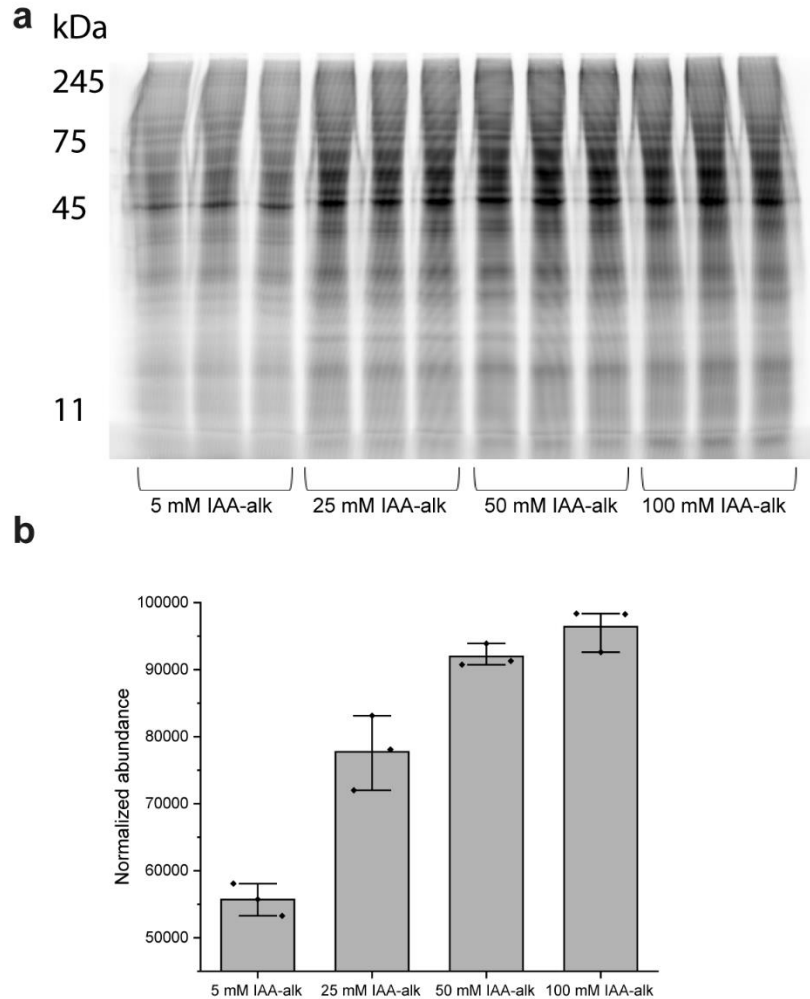 a kDa
245
75
45
11
5 mM IAA-alk 25 mM IAA-alk 50 mM IAA-alk 100 mM IAA-alk
b
100000
90000
80000
70000
60000
50000
Normalized abundance
5 mM IAA-alk 25 mM IAA-alk 50 mM IAA-alk 100 mM IAA-alk